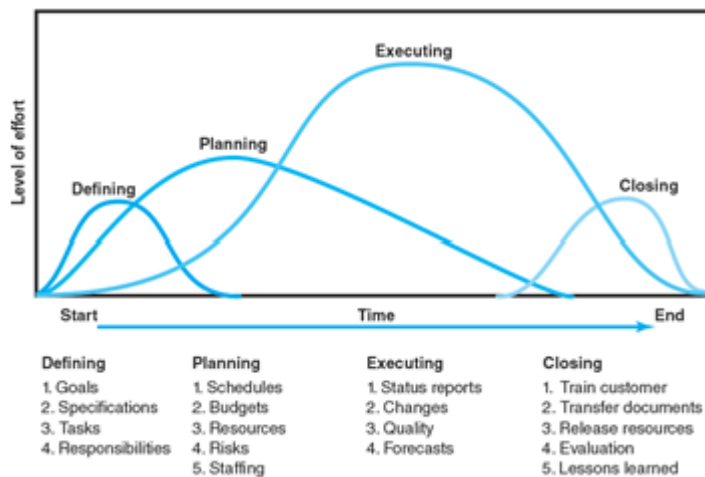 Level of effort
Defining
Planning
Executing
Closing
Start
Time
End
Defining
1. Goals
2. Specifications
3. Tasks
4. Responsibilities
Planning
1. Schedules
2. Budgets
3. Resources
4. Risks
5. Staffing
Executing
1. Status reports
2. Changes
3. Quality
4. Forecasts
Closing
1. Train customer
2. Transfer documents
3. Release resources
4. Evaluation
5. Lessons learned